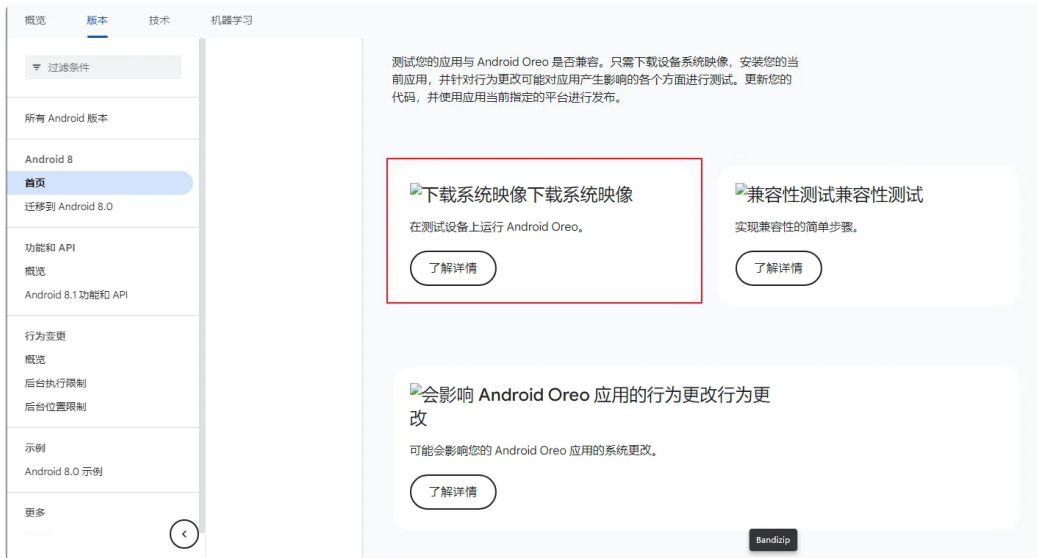 概览 版本 技术 机器学习
过滤条件
所有 Android 版本
Android 8
首页
迁移到 Android 8.0
功能和 API
概览
Android 8.1 功能和 API
行为变更
概览
后台执行限制
后台位置限制
示例
Android 8.0 示例
更多
测试您的应用与 Android Oreo 是否兼容。只需下载设备系统映像，安装您的当
前应用，并针对行为更改可能对应用产生影响的各个方面进行测试。更新您的
代码，并使用应用当前指定的平台进行发布。
下载系统映像下载系统映像
在测试设备上运行 Android Oreo。
了解详情
兼容性测试兼容性测试
实现兼容性的简单步骤。
了解详情
会影响 Android Oreo 应用的行为更改行为更
改
可能会影响您的 Android Oreo 应用的系统更改。
了解详情
Bandizip